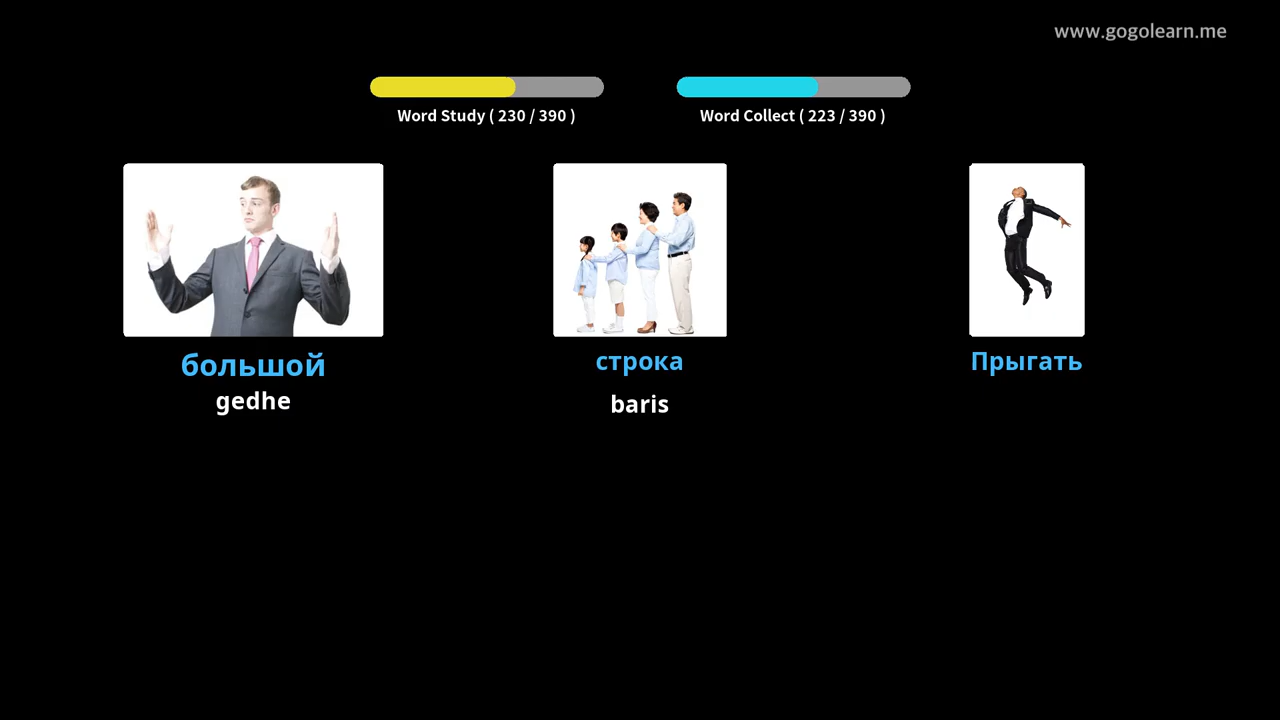 www.gogolearn.me
Word Study ( 230 / 390 )
Word Collect ( 223 / 390 )
большой
gedhe
строка
baris
Прыгать